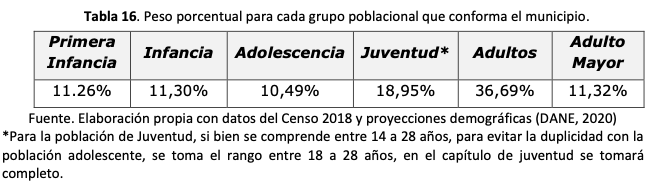 Tabla 16. Peso porcentual para cada grupo poblacional que conforma el municipio.
Primera Infancia Infancia Adolescencia Juventud* Adultos Adulto Mayor
11.26% 11,30% 10,49% 18,95% 36,69% 11,32%
Fuente. Elaboración propia con datos del Censo 2018 y proyecciones demográficas (DANE, 2020)
*Para la población de Juventud, si bien se comprende entre 14 a 28 años, para evitar la duplicidad con la
población adolescente, se toma el rango entre 18 a 28 años, en el capítulo de juventud se tomará
completo.